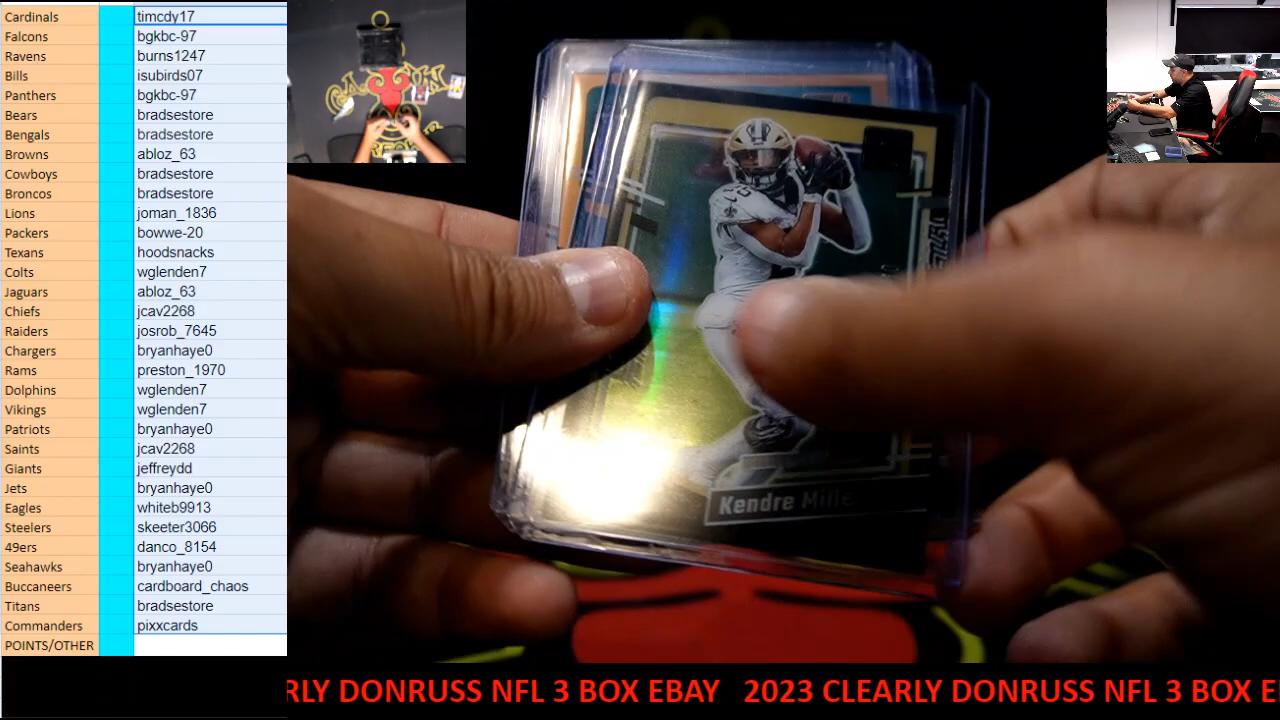 Cardinals timcdy17
Falcons bgkbc-97
Ravens burns1247
Bills isubirds07
Panthers bgkbc-97
Bears bradsestore
Bengals bradsestore
Browns abloz_63
Cowboys bradsestore
Broncos bradsestore
Lions joman_1836
Packers bowwe-20
Texans hoodsnacks
Colts wglenden7
Jaguars abloz_63
Chiefs jcav2268
Raiders josrob_7645
Chargers bryanhaye0
Rams preston_1970
Dolphins wglenden7
Vikings wglenden7
Patriots bryanhaye0
Saints jcav2268
Giants jeffreydd
Jets bryanhaye0
Eagles whiteb9913
Steelers skeeter3066
49ers danco_8154
Seahawks bryanhaye0
Buccaneers cardboard_chaos
Titans bradsestore
Commanders pixxcards
POINTS/OTHER
Kendre Mille
RLY DONRUSS NFL 3 BOX EBAY 2023 CLEARLY DONRUSS NFL 3 BOX E